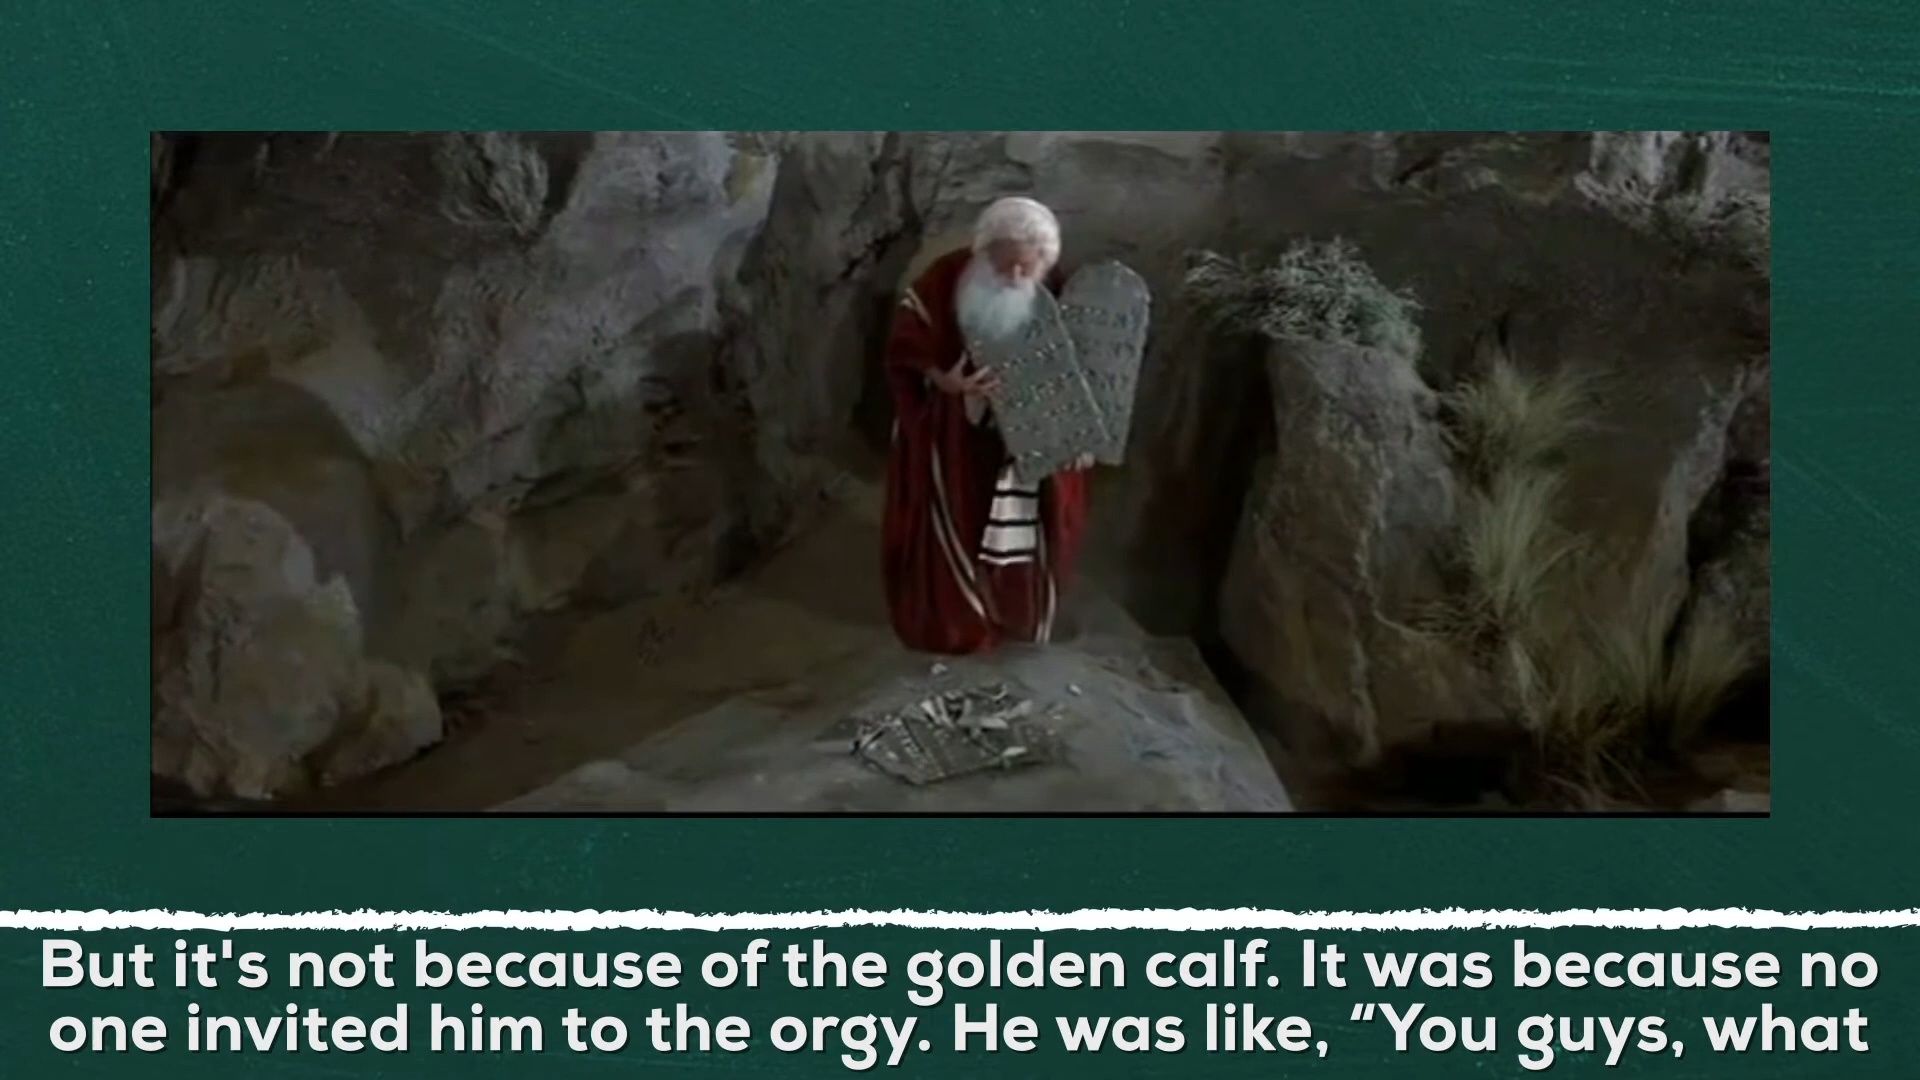 But it's not because of the golden calf. It was because no
one invited him to the orgy. He was like, “You guys, what